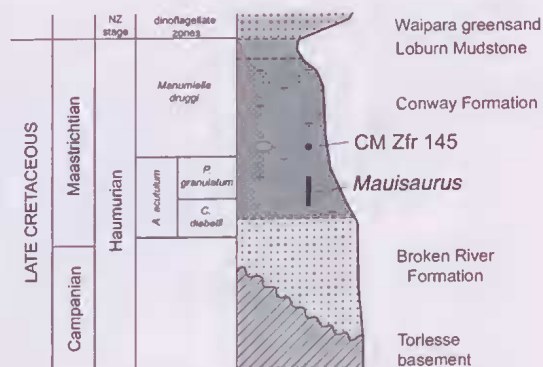 NZ
stage
dinoflagellate
zones
Waipara greensand
Loburn Mudstone
LATE CRETACEOUS
Maastrichtian
Campanian
Haumurian
Manumiella
druggi
A. acutulum
P.
granulatum
C.
diebelii
Conway Formation
CM Zfr 145
Mauisaurus
Broken River
Formation
Torlesse
basement